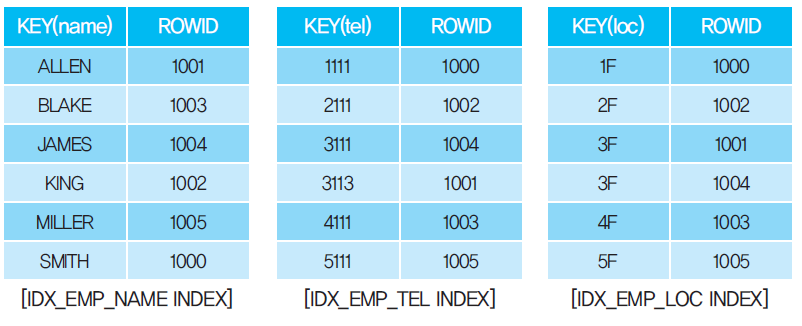 KEY(name) ROWID KEY(tel) ROWID KEY(loc) ROWID
ALLEN 1001 1111 1000 1F 1000
BLAKE 1003 2111 1002 2F 1002
JAMES 1004 3111 1004 3F 1001
KING 1002 3113 1001 3F 1004
MILLER 1005 4111 1003 4F 1003
SMITH 1000 5111 1005 5F 1005
[IDX_EMP_NAME INDEX] [IDX_EMP_TEL INDEX] [IDX_EMP_LOC INDEX]